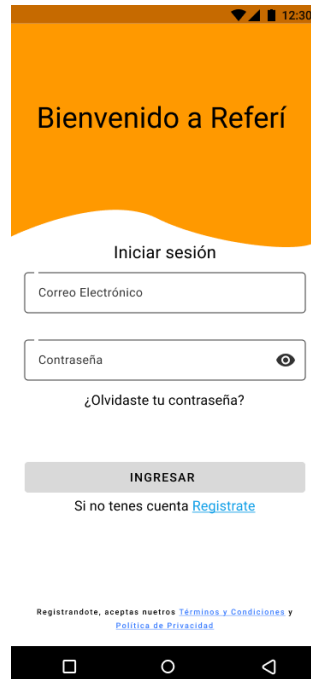 12:30
Bienvenido a Referí
Iniciar sesión
Correo Electrónico
Contraseña
¿Olvidaste tu contraseña?
INGRESAR
Si no tenes cuenta Registrate
Registrandote, aceptas nuetros Términos y Condiciones y
Política de Privacidad